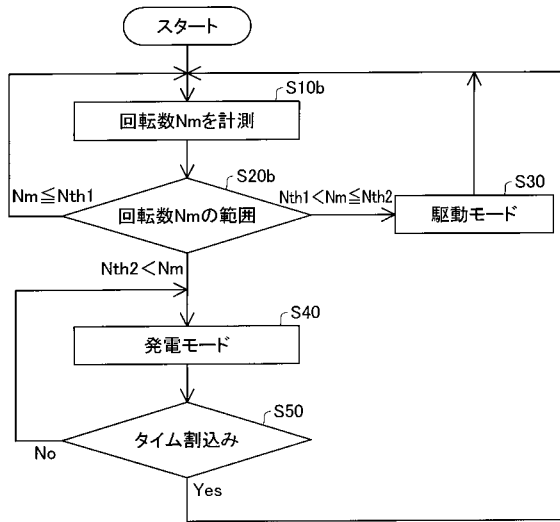 スタート
S10b
回転数Nmを計測
S20b
Nm≦Nth1
回転数Nmの範囲
Nth1<Nm≦Nth2
S30
駆動モード
Nth2<Nm
S40
発電モード
S50
タイム割込み
No
Yes